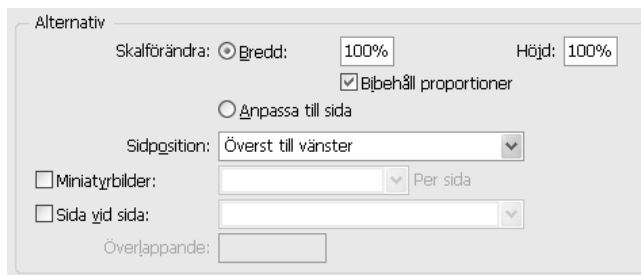 Alternativ
Skalförändra: Bredd: 100% Höjd: 100%
Bibehåll proportioner
Anpassa till sida
Sidposition: Överst till vänster
Miniatyrbilder: Per sida
Sida vid sida:
Överlappande: